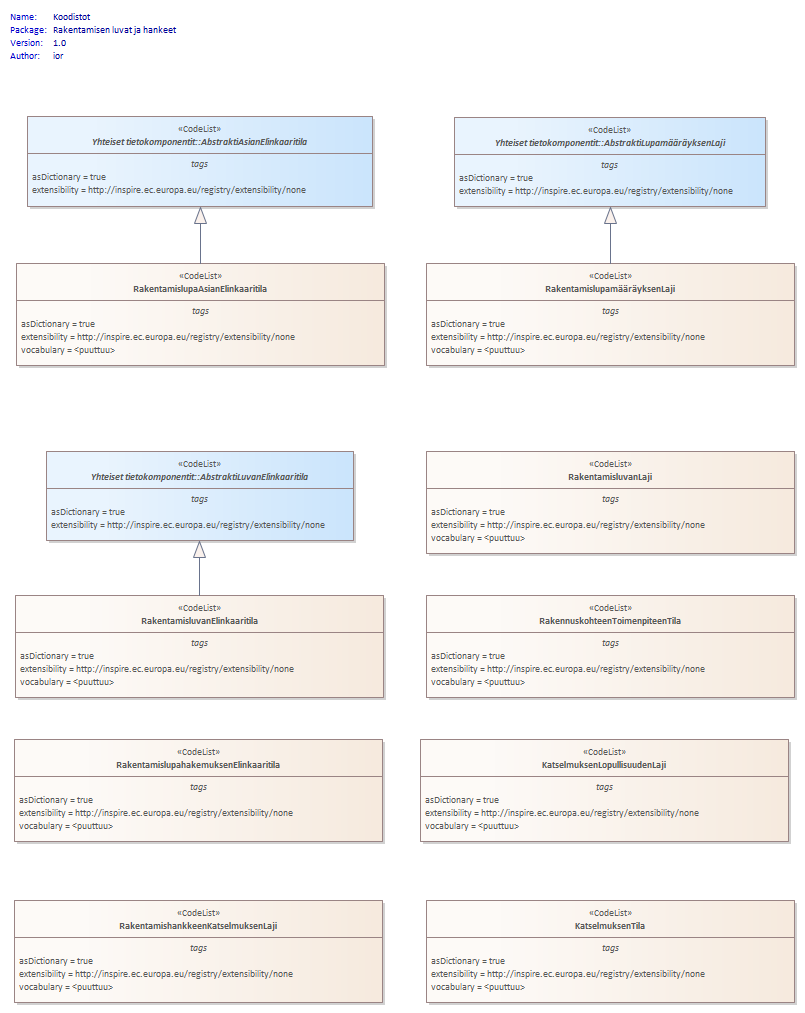 Name: Koodistot
Package: Rakentamisen luvat ja hankeet
Version: 1.0
Author: ior
«CodeList»
Yhteiset tietokomponentit::AbstraktiAsianElinkaaritila
tags
asDictionary = true
extensibility = http://inspire.ec.europa.eu/registry/extensibility/none
«CodeList»
Yhteiset tietokomponentit::AbstraktiLupamääräyksenLaji
tags
asDictionary = true
extensibility = http://inspire.ec.europa.eu/registry/extensibility/none
«CodeList»
RakentamislupaAsianElinkaaritila
tags
asDictionary = true
extensibility = http://inspire.ec.europa.eu/registry/extensibility/none
vocabulary = <puuttuu>
«CodeList»
RakentamislupamääräyksenLaji
tags
asDictionary = true
extensibility = http://inspire.ec.europa.eu/registry/extensibility/none
vocabulary = <puuttuu>
«CodeList»
Yhteiset tietokomponentit::AbstraktiLuvanElinkaaritila
tags
asDictionary = true
extensibility = http://inspire.ec.europa.eu/registry/extensibility/none
«CodeList»
RakentamisluvanLaji
tags
asDictionary = true
extensibility = http://inspire.ec.europa.eu/registry/extensibility/none
vocabulary = <puuttuu>
«CodeList»
RakentamisluvanElinkaaritila
tags
asDictionary = true
extensibility = http://inspire.ec.europa.eu/registry/extensibility/none
vocabulary = <puuttuu>
«CodeList»
RakennuskohteenToimenpiteenTila
tags
asDictionary = true
extensibility = http://inspire.ec.europa.eu/registry/extensibility/none
vocabulary = <puuttuu>
«CodeList»
RakentamislupahakemuksenElinkaaritila
tags
asDictionary = true
extensibility = http://inspire.ec.europa.eu/registry/extensibility/none
vocabulary = <puuttuu>
«CodeList»
KatselmuksenLopullisuudenLaji
tags
asDictionary = true
extensibility = http://inspire.ec.europa.eu/registry/extensibility/none
vocabulary = <puuttuu>
«CodeList»
RakentamishankkeenKatselmuksenLaji
tags
asDictionary = true
extensibility = http://inspire.ec.europa.eu/registry/extensibility/none
vocabulary = <puuttuu>
«CodeList»
KatselmuksenTila
tags
asDictionary = true
extensibility = http://inspire.ec.europa.eu/registry/extensibility/none
vocabulary = <puuttuu>